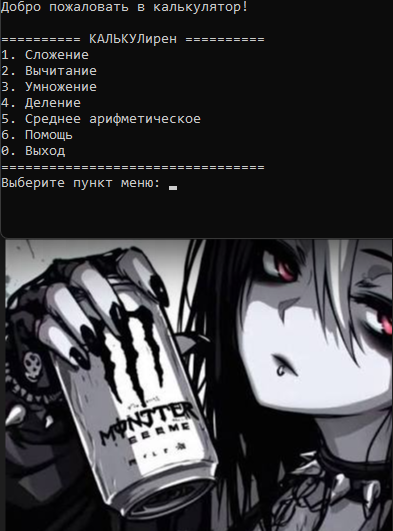 Добро пожаловать в калькулятор!
========== КАЛЬКУЛирен ==========
1. Сложение
2. Вычитание
3. Умножение
4. Деление
5. Среднее арифметическое
6. Помощь
0. Выход
=================================
Выберите пункт меню:
MONSTER